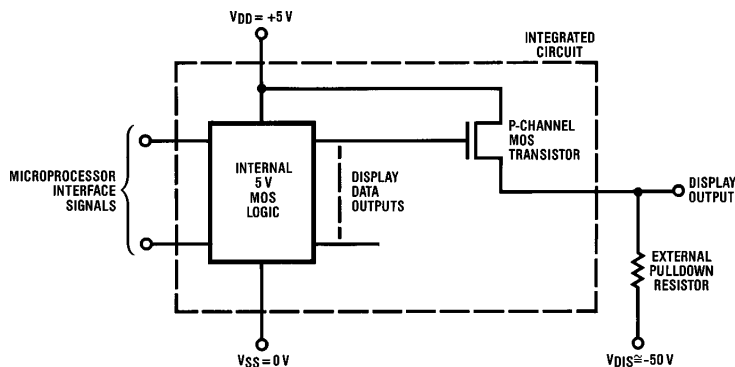 VDD = +5 V
INTEGRATED
CIRCUIT
P-CHANNEL
MOS
TRANSISTOR
MICROPROCESSOR
INTERFACE
SIGNALS
INTERNAL
5 V
MOS
LOGIC
DISPLAY
DATA
OUTPUTS
DISPLAY
OUTPUT
EXTERNAL
PULLDOWN
RESISTOR
VSS = 0 V
VDIS ≅ -50 V